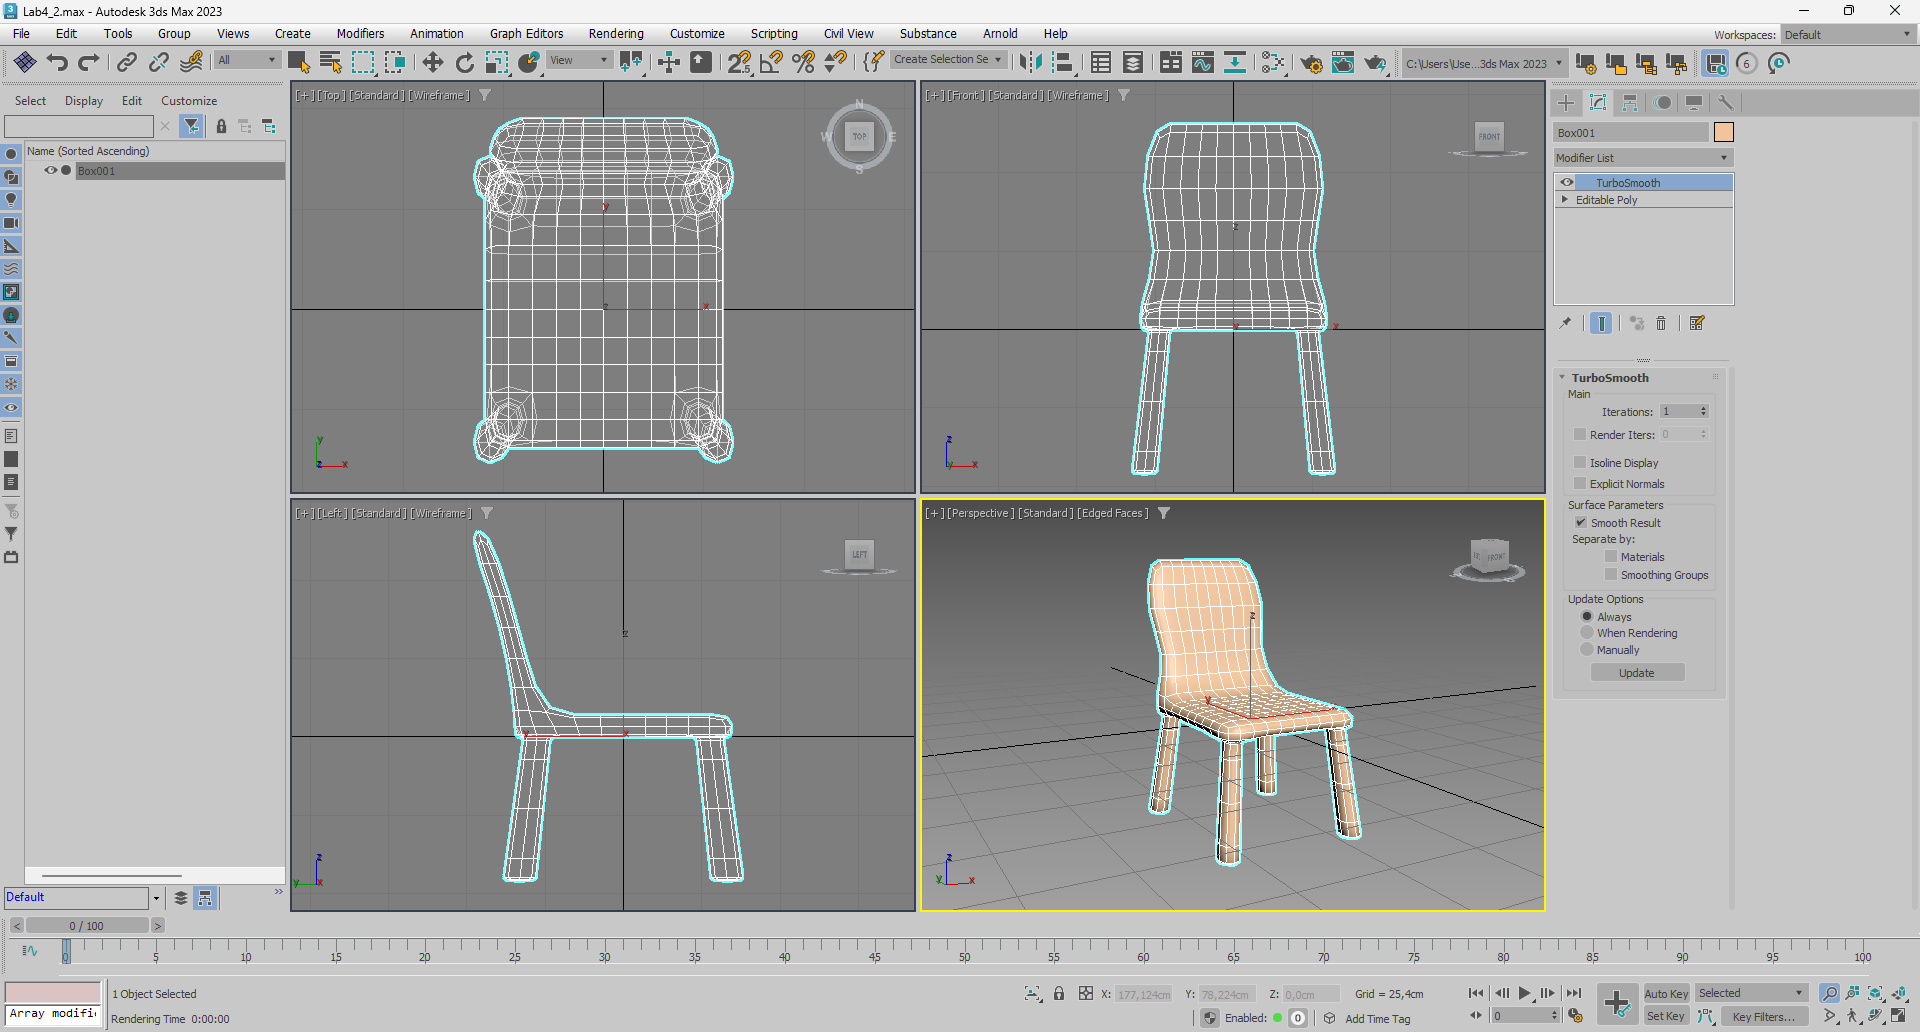 Lab4_2.max - Autodesk 3ds Max 2023
File Edit Tools Group Views Create Modifiers Animation Graph Editors Rendering Customize Scripting Civil View Substance Arnold Help
Workspaces: Default
All View Create Selection Se C:\Users\Use...3ds Max 2023 6
Select Display Edit Customize
Name (Sorted Ascending)
Box001
Default
[+] [Top] [Standard] [Wireframe]
N
W TOP E
S
y
z x
y
z x
[+] [Front] [Standard] [Wireframe]
FRONT
z
x
z
y x
[+] [Left] [Standard] [Wireframe]
LEFT
z
x
z
y x
[+] [Perspective] [Standard] [Edged Faces]
FRONT
z
y
z
y x
Box001
Modifier List
TurboSmooth
Editable Poly
TurboSmooth
Main
Iterations: 1
Render Iters: 0
Isoline Display
Explicit Normals
Surface Parameters
Smooth Result
Separate by:
Materials
Smoothing Groups
Update Options
Always
When Rendering
Manually
Update
< 0 / 100 >
0 5 10 15 20 25 30 35 40 45 50 55 60 65 70 75 80 85 90 95 100
1 Object Selected
X: 177,124cm Y: 78,224cm Z: 0,0cm Grid = 25,4cm
Auto Key Selected
Array modifi
Rendering Time 0:00:00
Enabled: 0 Add Time Tag
0
Set Key Key Filters...